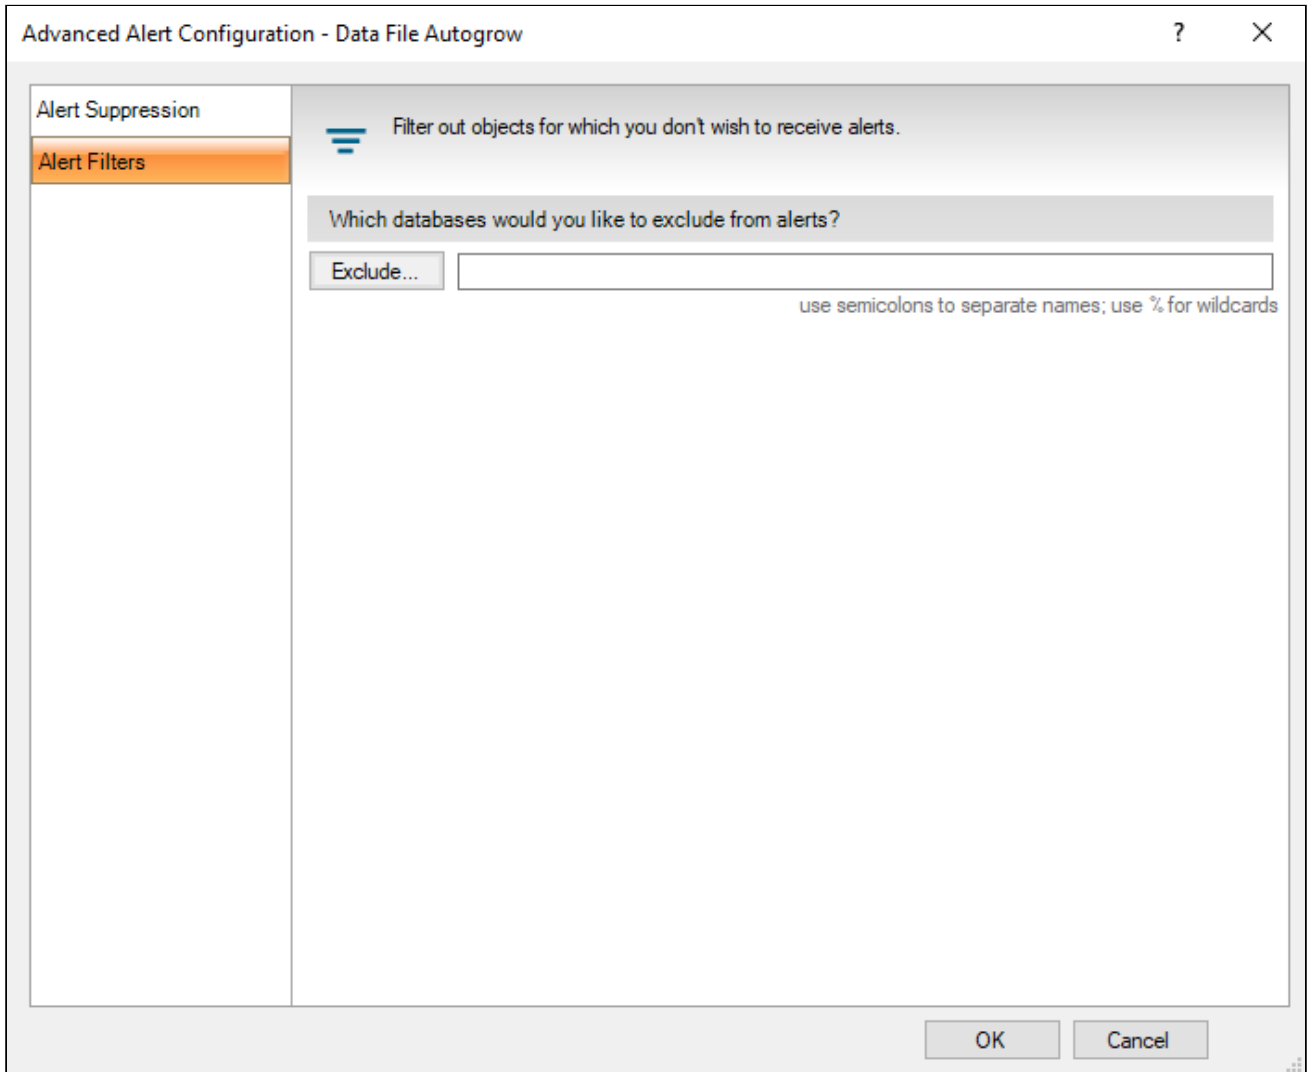 Advanced Alert Configuration - Data File Autogrow
?
Alert Suppression
Alert Filters
Filter out objects for which you don't wish to receive alerts.
Which databases would you like to exclude from alerts?
Exclude...
use semicolons to separate names; use % for wildcards
OK
Cancel